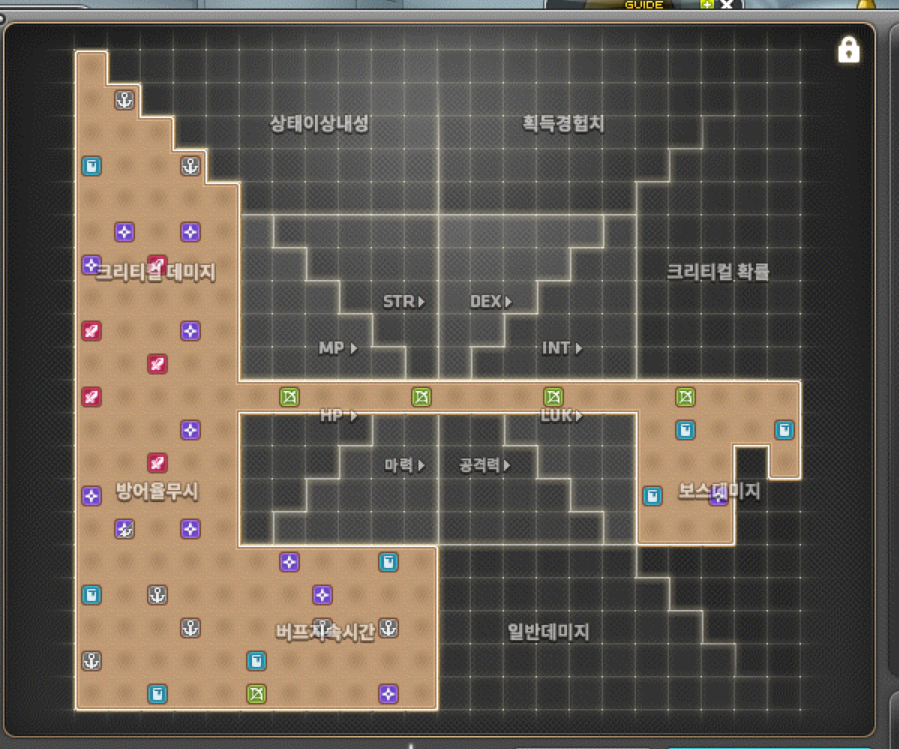 GUIDE
상태이상내성
획득경험치
크리티컬 데미지
크리티컬 확률
STR
DEX
MP
INT
HP
LUK
마력
공격력
방어율무시
보스데미지
버프지속시간
일반데미지